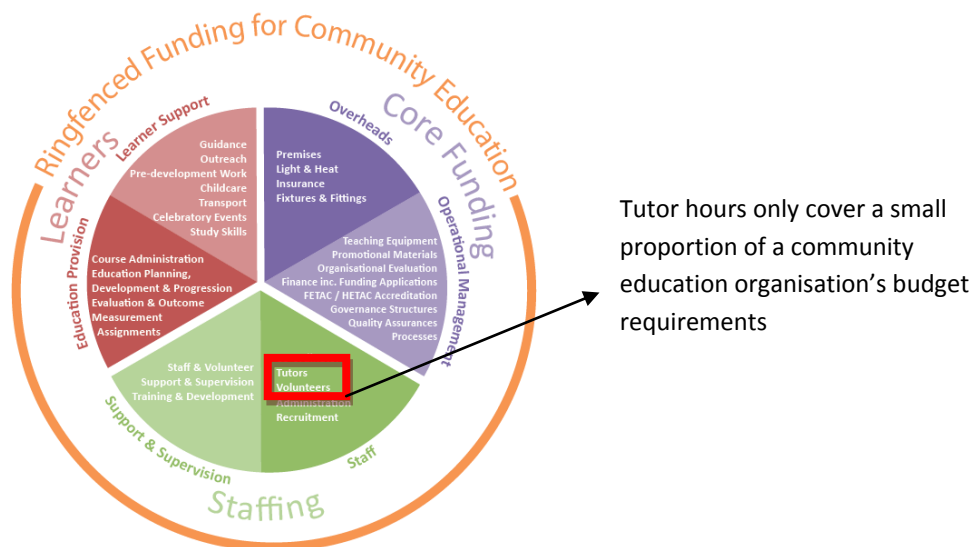 Ringfenced Funding for Community Education
Learners
Core Funding
Learner Support
Overheads
Guidance
Outreach
Pre-development Work
Childcare
Transport
Celebratory Events
Study Skills
Premises
Light & Heat
Insurance
Fixtures & Fittings
Education Provision
Course Administration
Education Planning,
Development & Progression
Evaluation & Outcome
Measurement
Assignments
Operational Management
Teaching Equipment
Promotional Materials
Organisational Evaluation
Finance inc. Funding Applications
FETAC / HETAC Accreditation
Governance Structures
Quality Assurances
Processes
Tutor hours only cover a small
proportion of a community
education organisation’s budget
requirements
Staff & Volunteer
Support & Supervision
Training & Development
Tutors
Volunteers
Administration
Recruitment
Support & Supervision
Staff
Staffing